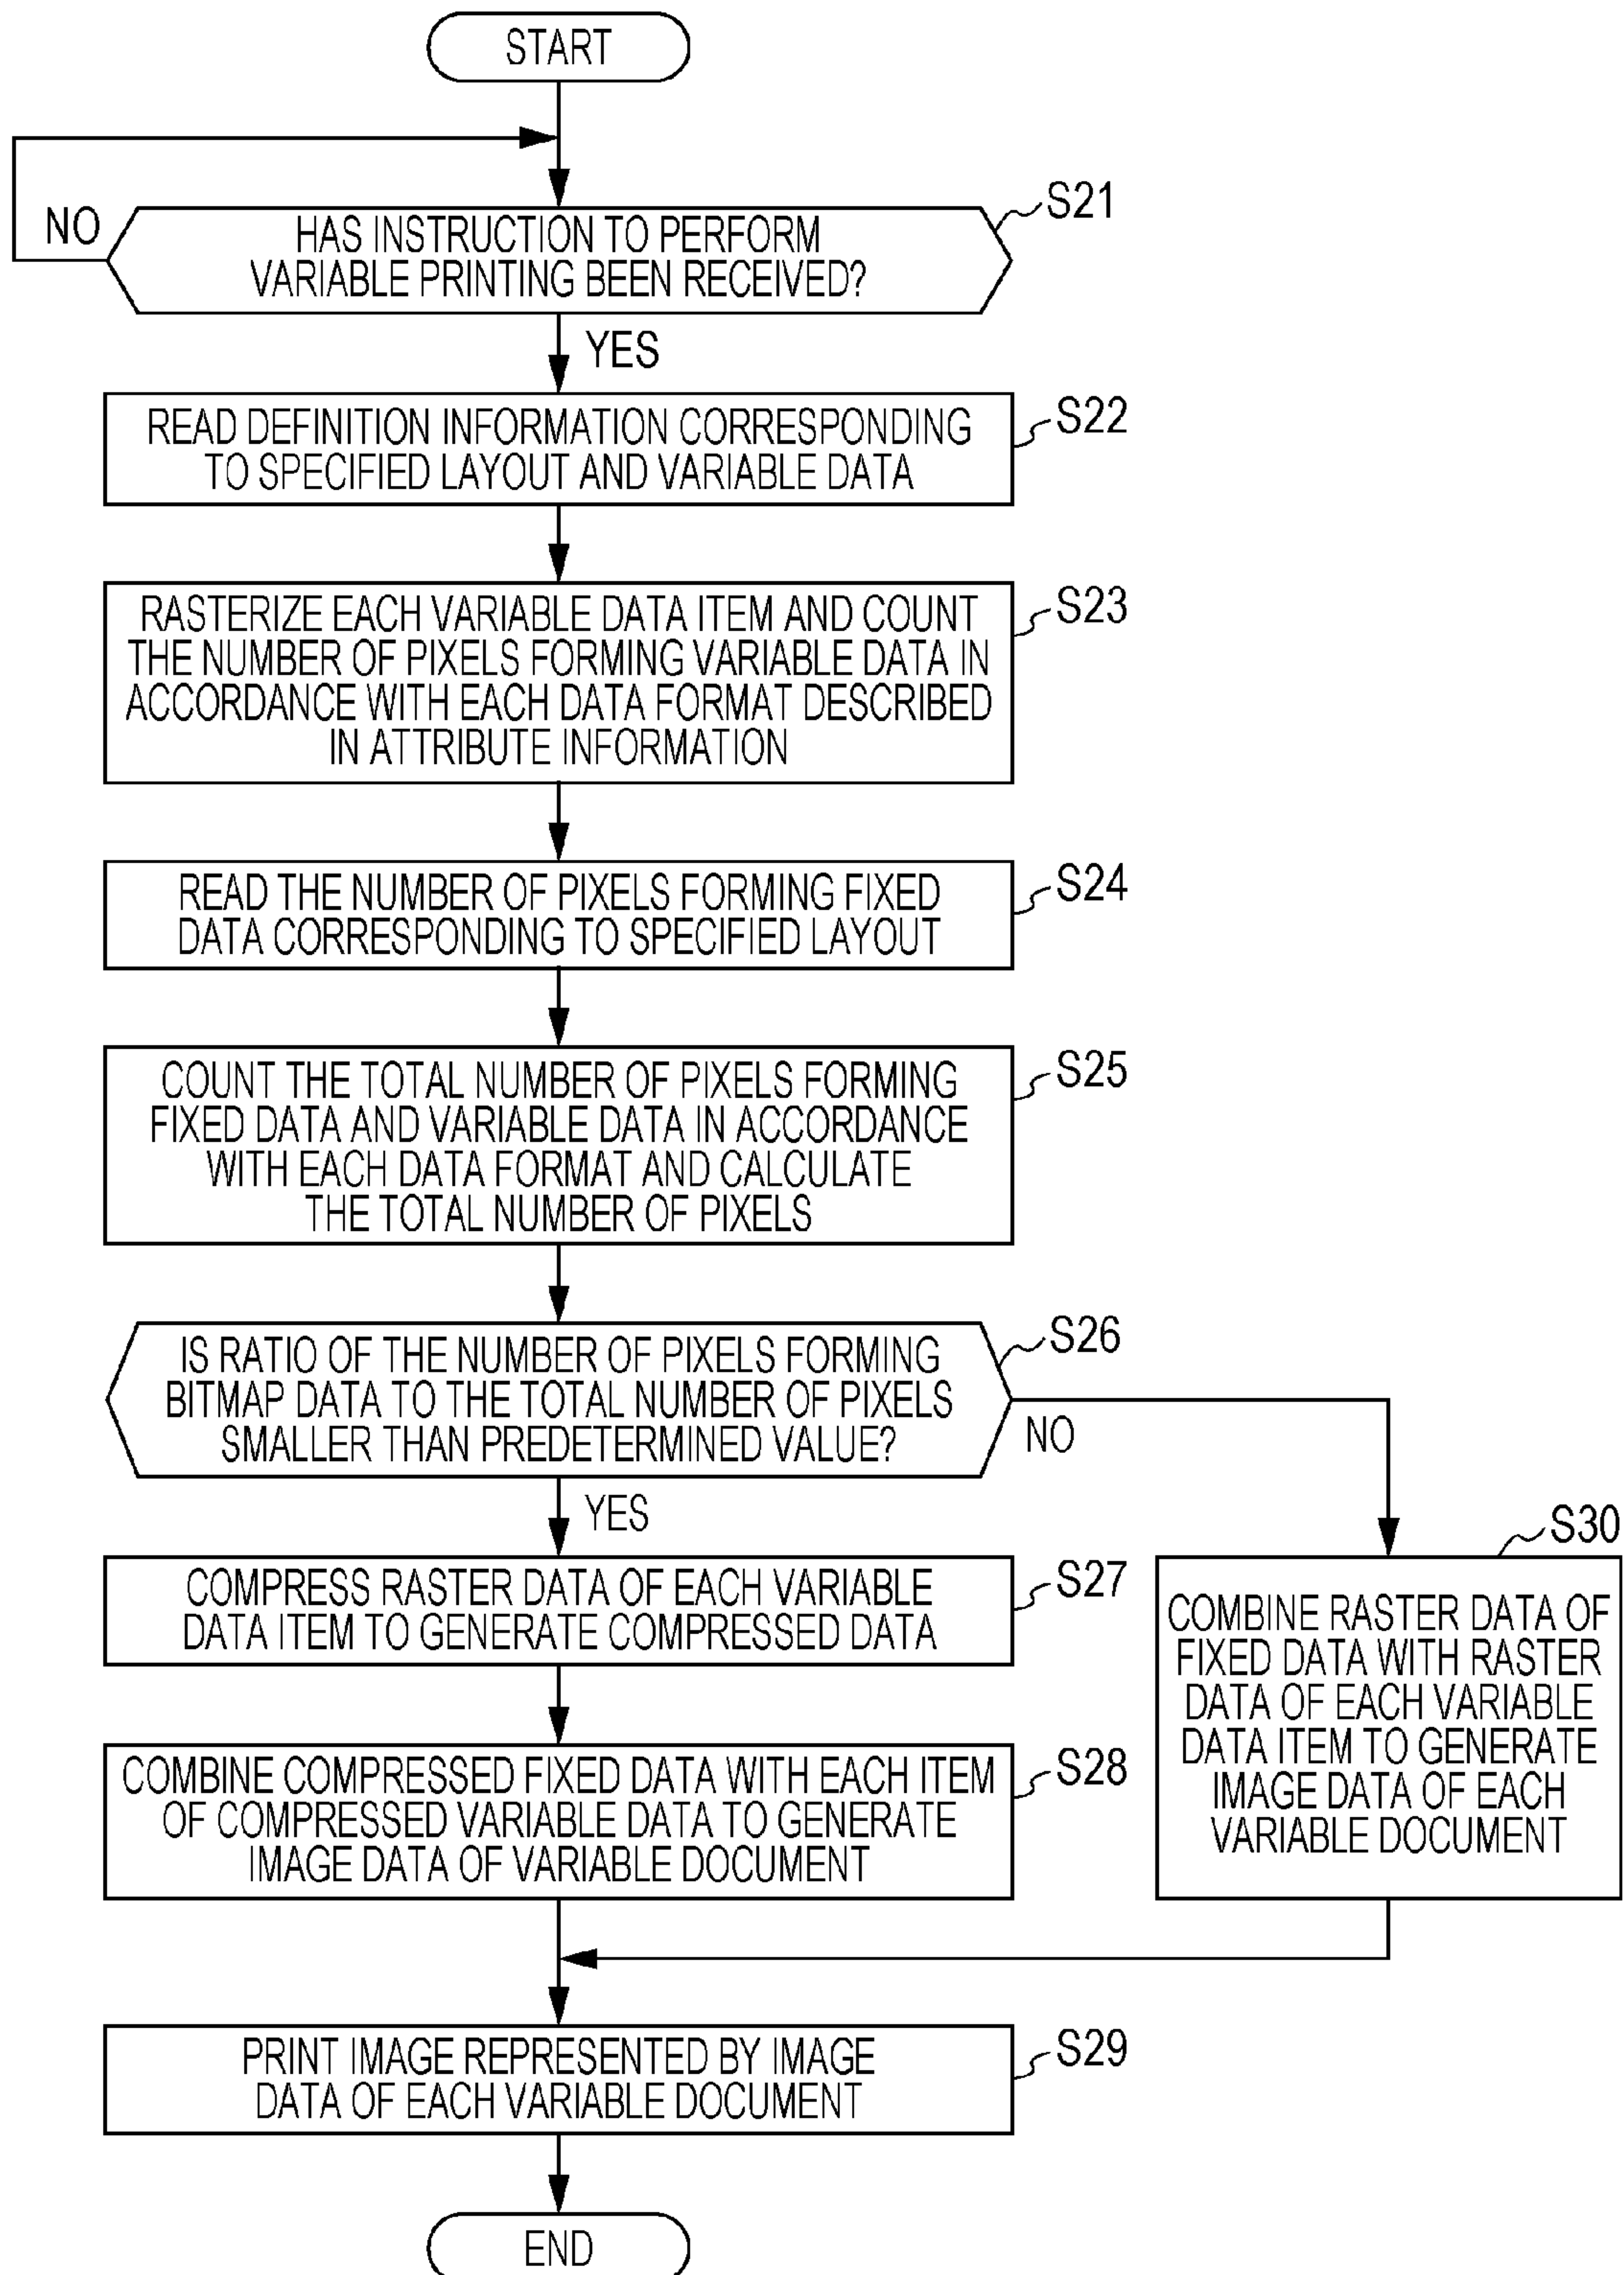 START
NO
HAS INSTRUCTION TO PERFORM
VARIABLE PRINTING BEEN RECEIVED?
S21
YES
READ DEFINITION INFORMATION CORRESPONDING
TO SPECIFIED LAYOUT AND VARIABLE DATA
S22
RASTERIZE EACH VARIABLE DATA ITEM AND COUNT
THE NUMBER OF PIXELS FORMING VARIABLE DATA IN
ACCORDANCE WITH EACH DATA FORMAT DESCRIBED
IN ATTRIBUTE INFORMATION
S23
READ THE NUMBER OF PIXELS FORMING FIXED
DATA CORRESPONDING TO SPECIFIED LAYOUT
S24
COUNT THE TOTAL NUMBER OF PIXELS FORMING
FIXED DATA AND VARIABLE DATA IN ACCORDANCE
WITH EACH DATA FORMAT AND CALCULATE
THE TOTAL NUMBER OF PIXELS
S25
IS RATIO OF THE NUMBER OF PIXELS FORMING
BITMAP DATA TO THE TOTAL NUMBER OF PIXELS
SMALLER THAN PREDETERMINED VALUE?
S26
NO
YES
COMPRESS RASTER DATA OF EACH VARIABLE
DATA ITEM TO GENERATE COMPRESSED DATA
S27
S30
COMBINE RASTER DATA OF
FIXED DATA WITH RASTER
DATA OF EACH VARIABLE
DATA ITEM TO GENERATE
IMAGE DATA OF EACH
VARIABLE DOCUMENT
COMBINE COMPRESSED FIXED DATA WITH EACH ITEM
OF COMPRESSED VARIABLE DATA TO GENERATE
IMAGE DATA OF VARIABLE DOCUMENT
S28
PRINT IMAGE REPRESENTED BY IMAGE
DATA OF EACH VARIABLE DOCUMENT
S29
END